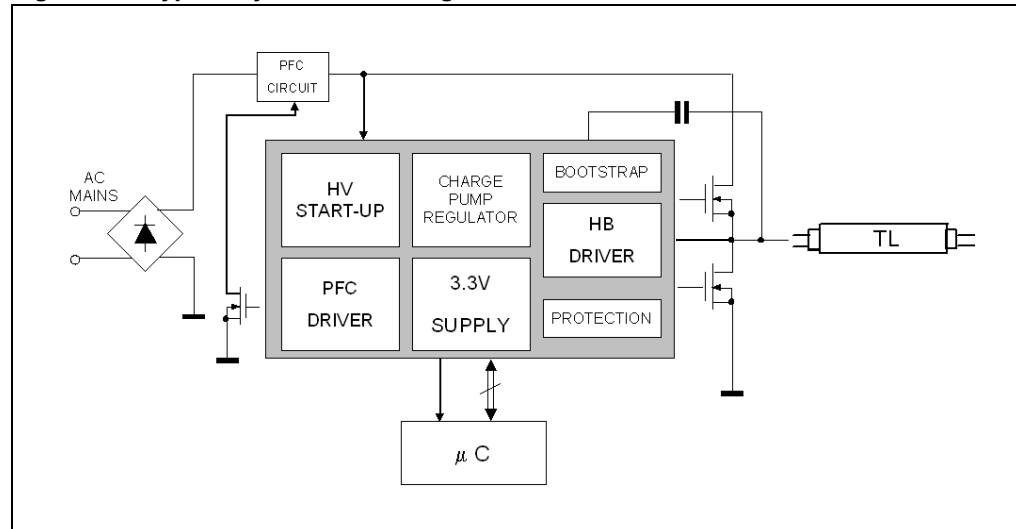 PFC
CIRCUIT
AC
MAINS
HV
START-UP
CHARGE
PUMP
REGULATOR
BOOTSTRAP
HB
DRIVER
TL
PFC
DRIVER
3.3V
SUPPLY
PROTECTION
μ C